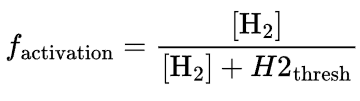 f_activation = [H₂] / ([H₂] + H2_thresh)